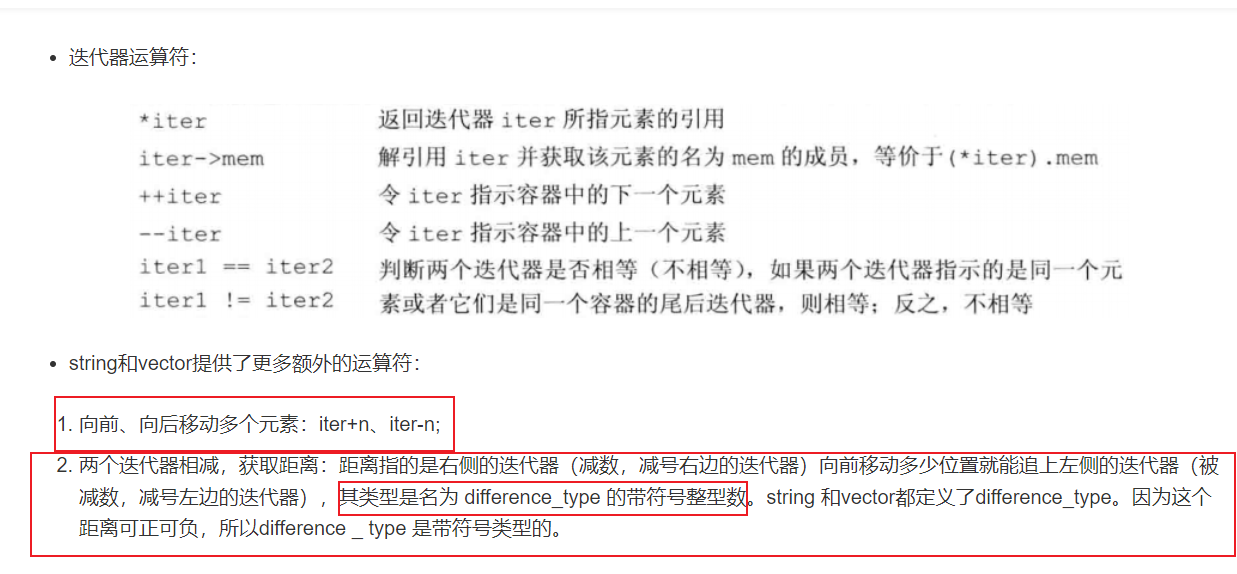 • 迭代器运算符：
*iter 返回迭代器 iter 所指元素的引用
iter->mem 解引用 iter 并获取该元素的名为 mem 的成员，等价于(*iter).mem
++iter 令 iter 指示容器中的下一个元素
--iter 令 iter 指示容器中的上一个元素
iter1 == iter2 判断两个迭代器是否相等（不相等），如果两个迭代器指示的是同一个元
iter1 != iter2 素或者它们是同一个容器的尾后迭代器，则相等；反之，不相等
• string和vector提供了更多额外的运算符：
1. 向前、向后移动多个元素：iter+n、iter-n;
2. 两个迭代器相减，获取距离：距离指的是右侧的迭代器（减数，减号右边的迭代器）向前移动多少位置就能追上左侧的迭代器（被
减数，减号左边的迭代器），其类型是名为 difference_type 的带符号整型数。string 和vector都定义了difference_type。因为这个
距离可正可负，所以difference _ type 是带符号类型的。